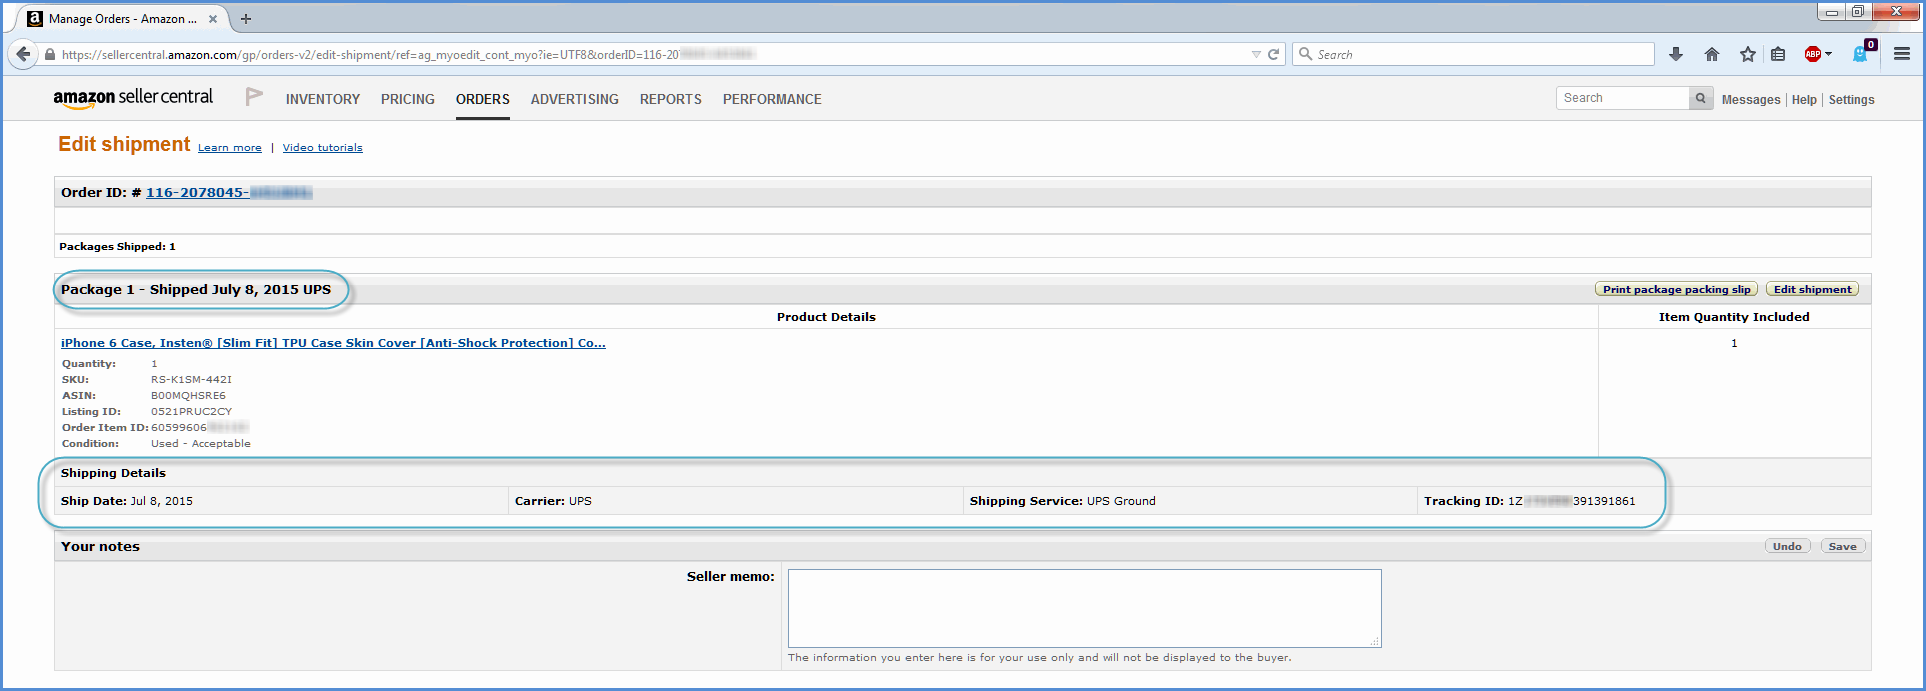 Manage Orders - Amazon ...
https://sellercentral.amazon.com/gp/orders-v2/edit-shipment/ref=ag_myoedit_cont_myo?ie=UTF8&orderID=116-20
Search
ABP
0
amazon seller central
INVENTORY PRICING ORDERS ADVERTISING REPORTS PERFORMANCE
Search
Messages | Help | Settings
Edit shipment Learn more | Video tutorials
Order ID: # 116-2078045-
Packages Shipped: 1
Package 1 - Shipped July 8, 2015 UPS
Print package packing slip Edit shipment
Product Details Item Quantity Included
iPhone 6 Case, Insten® [Slim Fit] TPU Case Skin Cover [Anti-Shock Protection] Co... 1
Quantity: 1
SKU: RS-K1SM-442I
ASIN: B00MQHSRE6
Listing ID: 0521PRUC2CY
Order Item ID: 60599606
Condition: Used - Acceptable
Shipping Details
Ship Date: Jul 8, 2015 Carrier: UPS Shipping Service: UPS Ground Tracking ID: 1Z 391391861
Your notes Undo Save
Seller memo:
The information you enter here is for your use only and will not be displayed to the buyer.